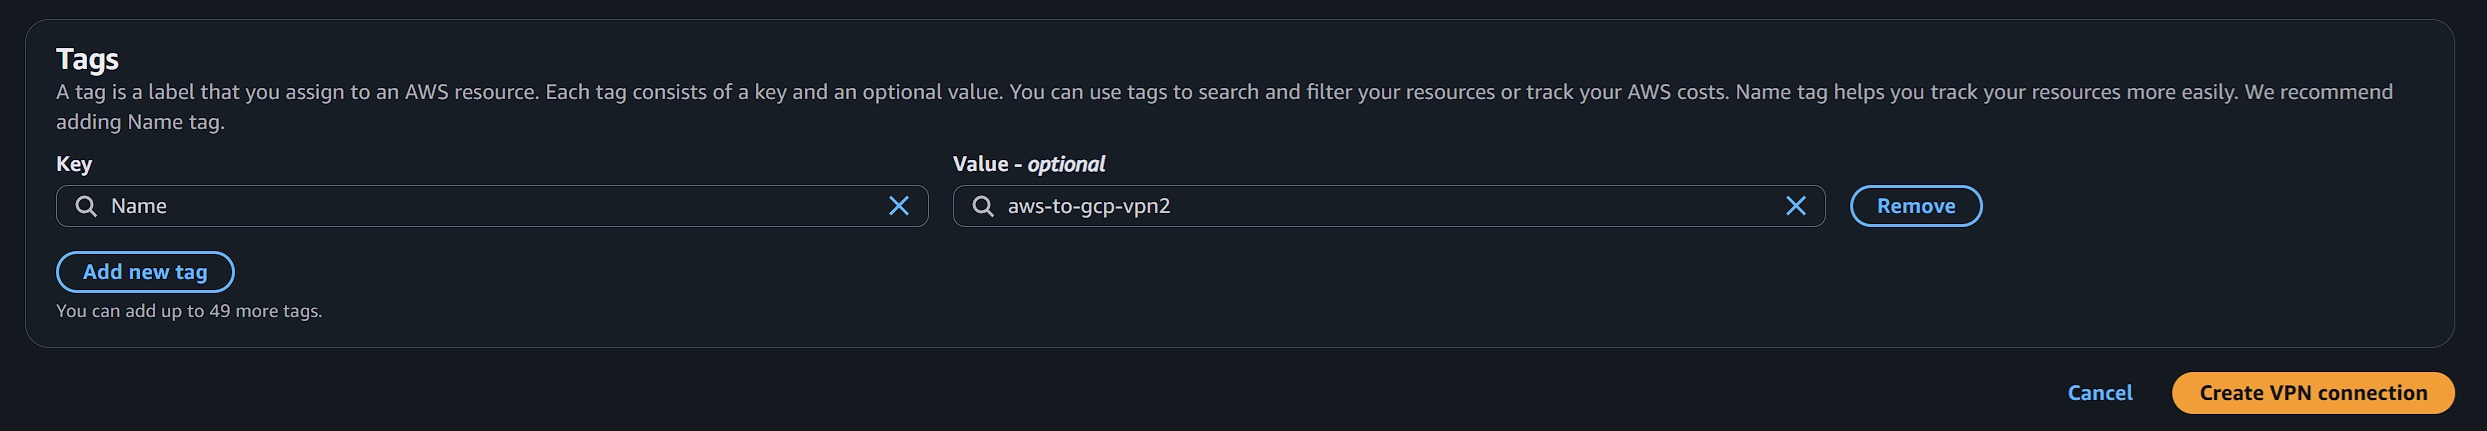 Tags
A tag is a label that you assign to an AWS resource. Each tag consists of a key and an optional value. You can use tags to search and filter your resources or track your AWS costs. Name tag helps you track your resources more easily. We recommend
adding Name tag.
Key
Value - optional
Name
aws-to-gcp-vpn2
Remove
Add new tag
You can add up to 49 more tags.
Cancel
Create VPN connection